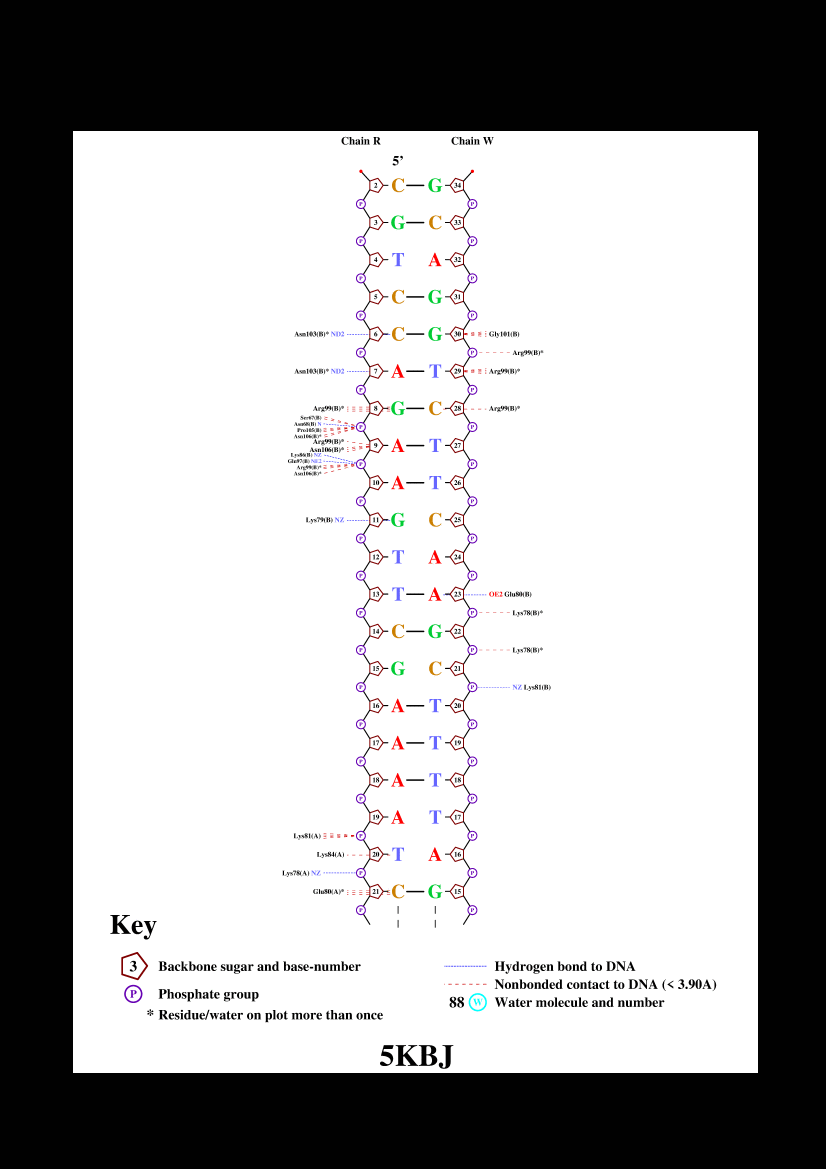 Chain R Chain W
5’
2 C G 34
P P
3 G C 33
P P
4 T A 32
P P
5 C G 31
P P
Asn103(B)* ND2 6 C G 30 Gly101(B)
P P Arg99(B)*
Asn103(B)* ND2 7 A T 29 Arg99(B)*
P P
Arg99(B)* 8 G C 28 Arg99(B)*
Ser67(B)
Asn68(B) N P P
Pro105(B)
Asn106(B)*
Arg99(B)* 9 A T 27
Asn106(B)*
Lys86(B) NZ
Gln97(B) NE2 P P
Arg99(B)*
Asn106(B)*
10 A T 26
P P
Lys79(B) NZ 11 G C 25
P P
12 T A 24
P P
13 T A 23 OE2 Glu80(B)
P P Lys78(B)*
14 C G 22
P P Lys78(B)*
15 G C 21
P P NZ Lys81(B)
16 A T 20
P P
17 A T 19
P P
18 A T 18
P P
19 A T 17
Lys81(A) P P
Lys84(A) 20 T A 16
Lys78(A) NZ P P
Glu80(A)* 21 C G 15
P P
Key
3 Backbone sugar and base-number
P Phosphate group
* Residue/water on plot more than once
Hydrogen bond to DNA
Nonbonded contact to DNA (< 3.90A)
88 W Water molecule and number
5KBJ